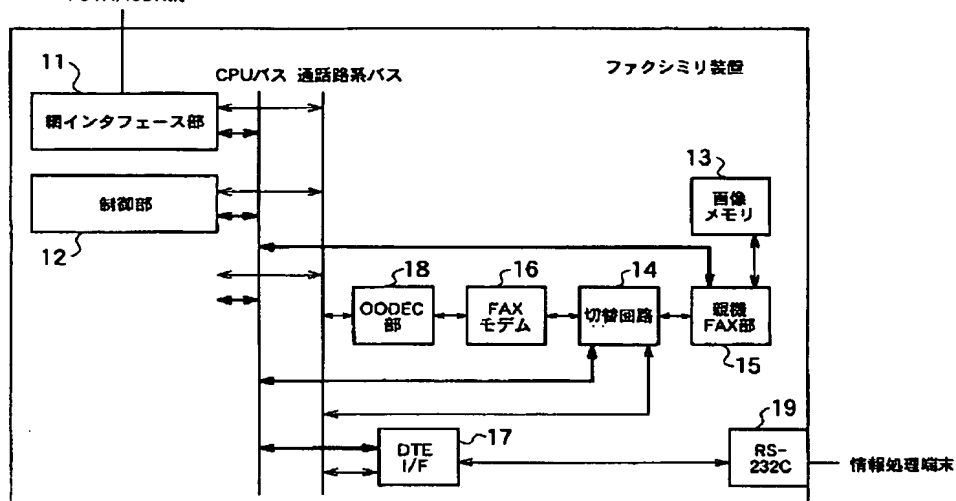 11
CPUバス 通話路系バス
ファクシミリ装置
網インタフェース部
13
制御部
画像
メモリ
12
18
16
14
OODEC
部
FAX
モデム
切替回路
親機
FAX部
15
19
17
DTE
I/F
RS-
232C
情報処理端末